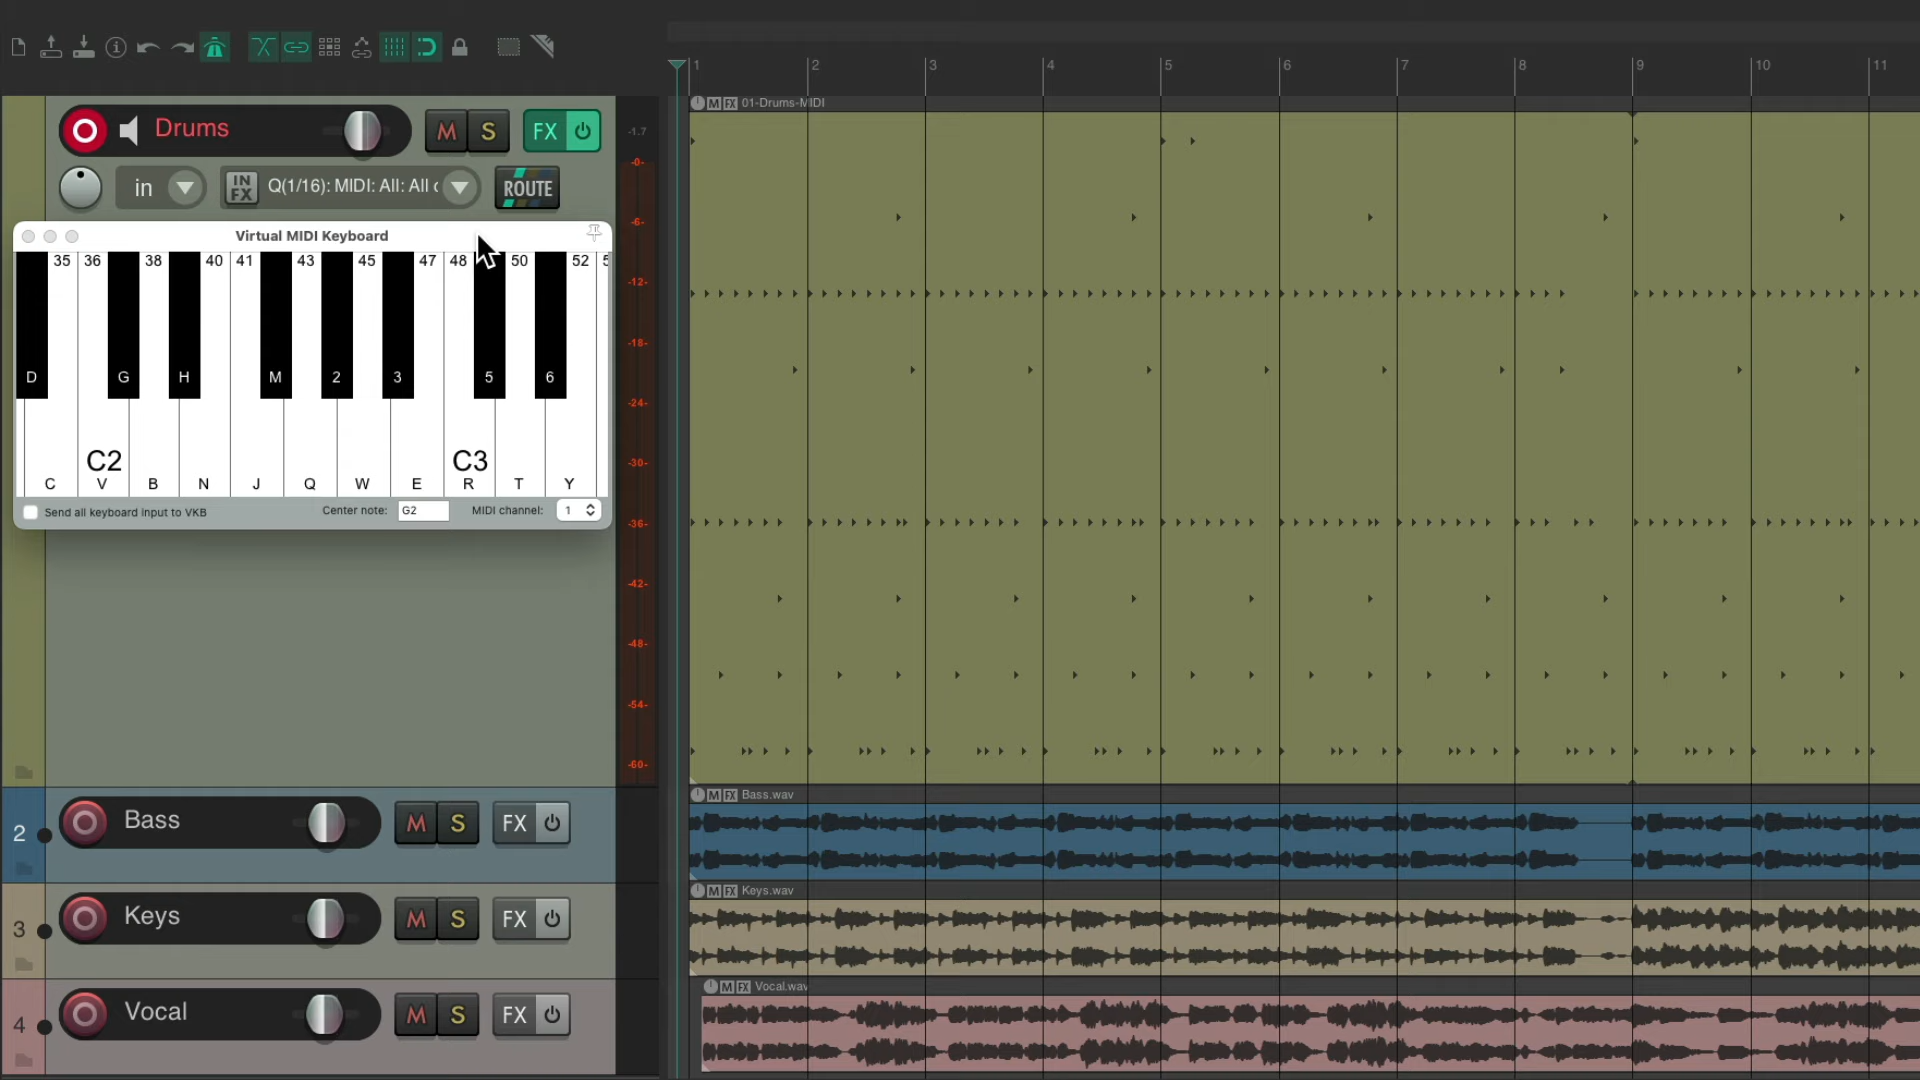 1 2 3 4 5 6 7 8 9 10 11
M FX 01-Drums-MIDI
Drums M S FX
-1.7
-0-
in IN FX Q(1/16): MIDI: All: All ROUTE
-6-
Virtual MIDI Keyboard
35 36 38 40 41 43 45 47 48 50 52
-12-
-18-
D G H M 2 3 5 6
-24-
C2 C3
-30-
C V B N J Q W E R T Y
Send all keyboard input to VKB Center note: G2 MIDI channel: 1
-36-
-42-
-48-
-54-
-60-
M FX Bass.wav
2 Bass M S FX
M FX Keys.wav
3 Keys M S FX
M FX Vocal.wav
4 Vocal M S FX